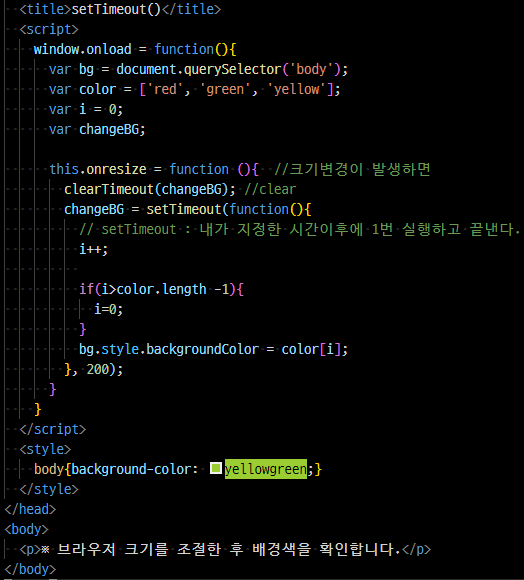 <title>setTimeout()</title>
<script>
window.onload = function(){
var bg = document.querySelector('body');
var color = ['red', 'green', 'yellow'];
var i = 0;
var changeBG;
this.onresize = function (){ //크기변경이 발생하면
clearTimeout(changeBG); //clear
changeBG = setTimeout(function(){
// setTimeout : 내가 지정한 시간이후에 1번 실행하고 끝낸다.
i++;
if(i>color.length -1){
i=0;
}
bg.style.backgroundColor = color[i];
}, 200);
}
}
</script>
<style>
body{background-color: yellowgreen;}
</style>
</head>
<body>
<p>※ 브라우져 크기를 조절한 후 배경색을 확인합니다.</p>
</body>